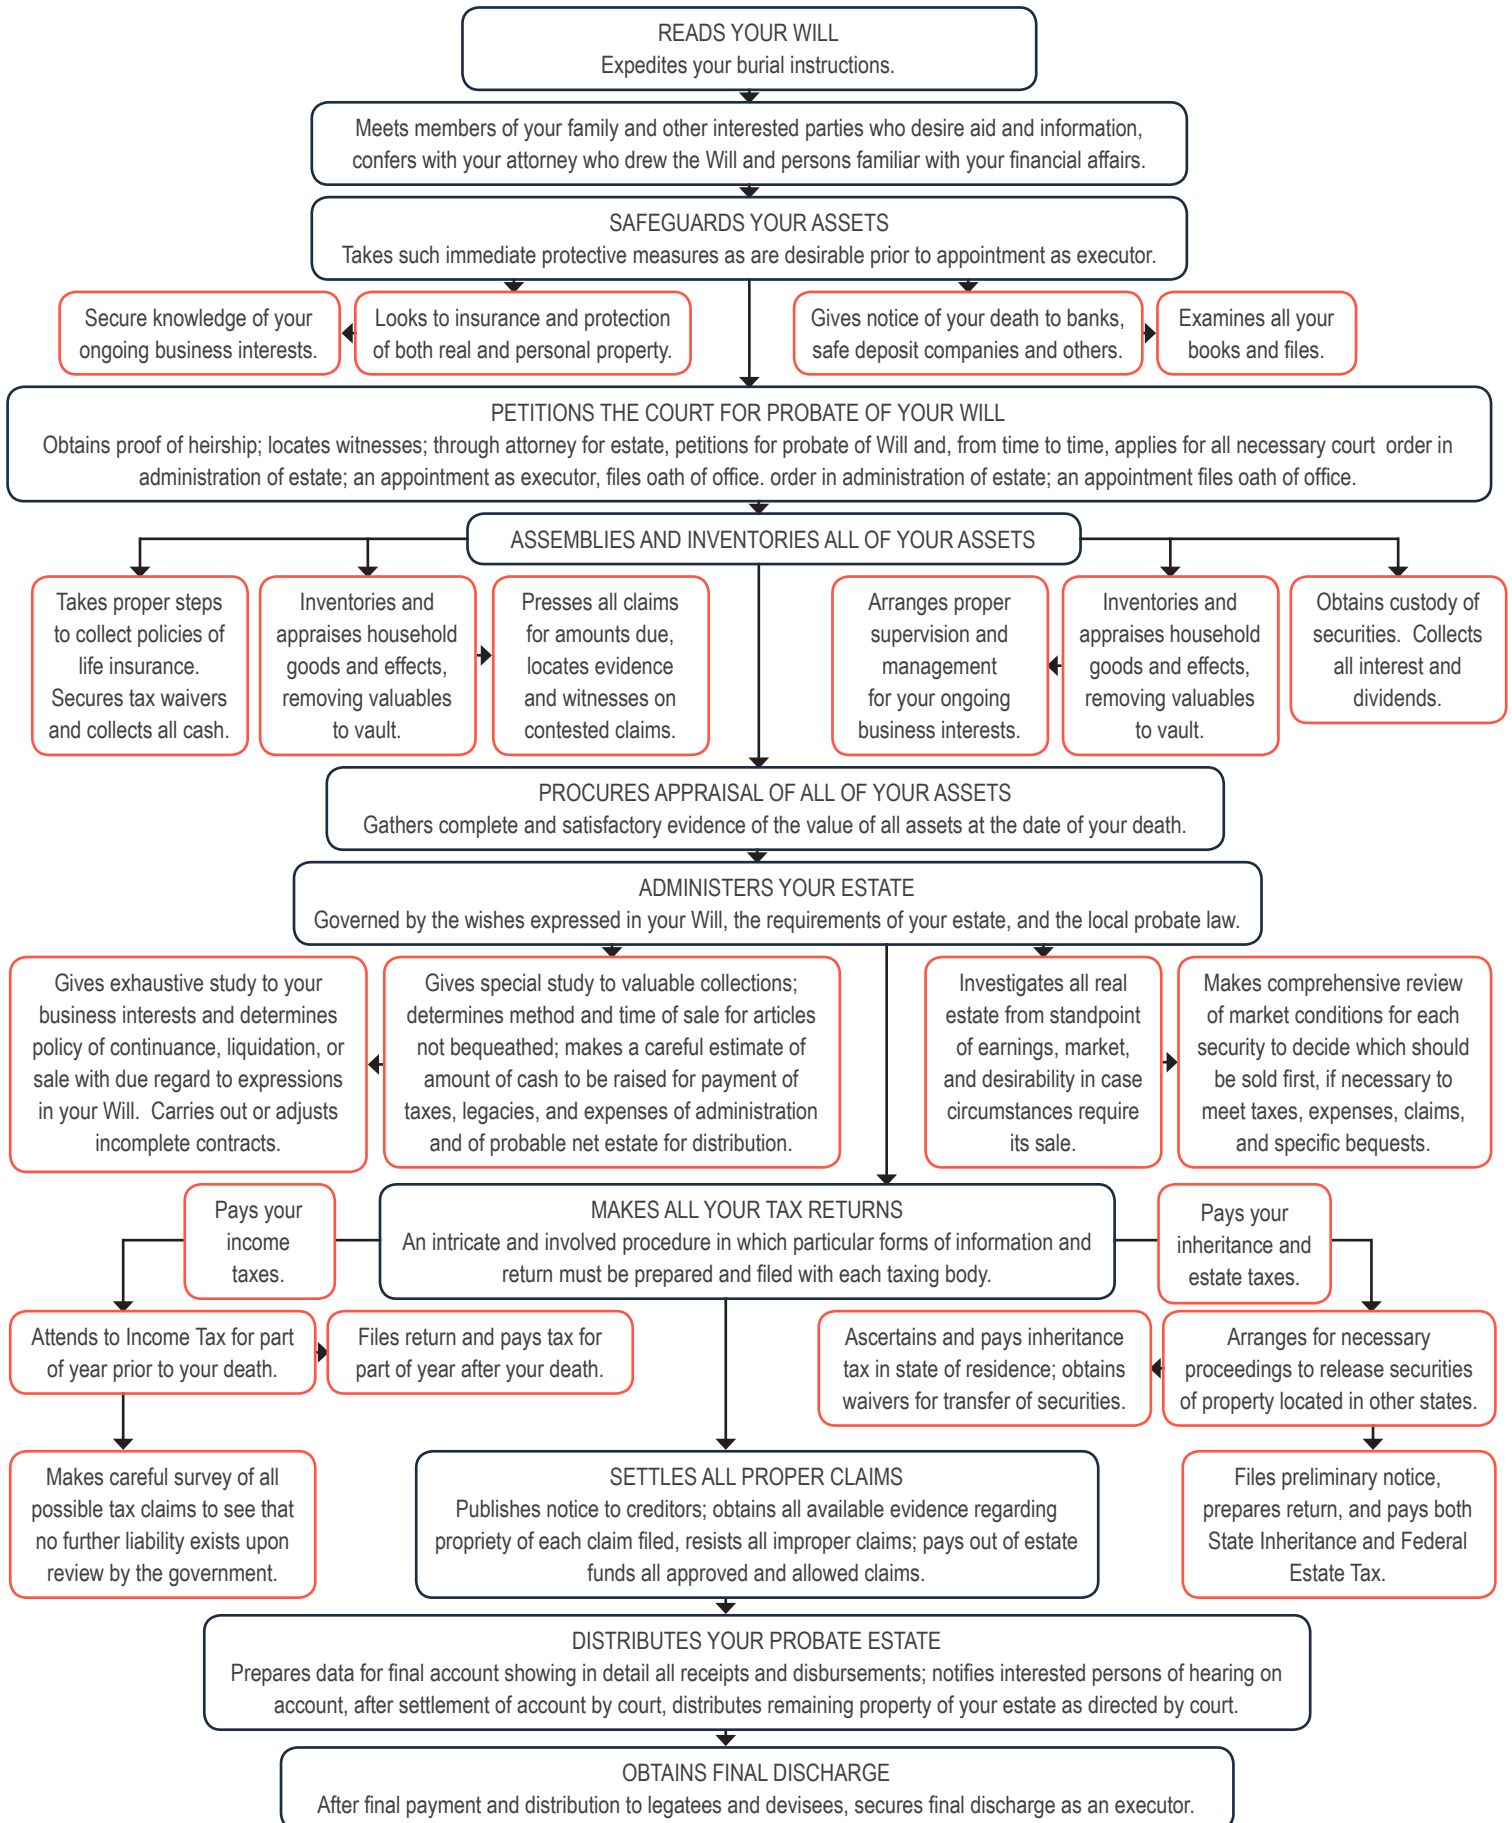 READS YOUR WILL
Expedites your burial instructions.
Meets members of your family and other interested parties who desire aid and information,
confers with your attorney who drew the Will and persons familiar with your financial affairs.
SAFEGUARDS YOUR ASSETS
Takes such immediate protective measures as are desirable prior to appointment as executor.
Secure knowledge of your
ongoing business interests.
Looks to insurance and protection
of both real and personal property.
Gives notice of your death to banks,
safe deposit companies and others.
Examines all your
books and files.
PETITIONS THE COURT FOR PROBATE OF YOUR WILL
Obtains proof of heirship; locates witnesses; through attorney for estate, petitions for probate of Will and, from time to time, applies for all necessary court order in
administration of estate; an appointment as executor, files oath of office. order in administration of estate; an appointment files oath of office.
ASSEMBLIES AND INVENTORIES ALL OF YOUR ASSETS
Takes proper steps
to collect policies of
life insurance.
Secures tax waivers
and collects all cash.
Inventories and
appraises household
goods and effects,
removing valuables
to vault.
Presses all claims
for amounts due,
locates evidence
and witnesses on
contested claims.
Arranges proper
supervision and
management
for your ongoing
business interests.
Inventories and
appraises household
goods and effects,
removing valuables
to vault.
Obtains custody of
securities. Collects
all interest and
dividends.
PROCURES APPRAISAL OF ALL OF YOUR ASSETS
Gathers complete and satisfactory evidence of the value of all assets at the date of your death.
ADMINISTERS YOUR ESTATE
Governed by the wishes expressed in your Will, the requirements of your estate, and the local probate law.
Gives exhaustive study to your
business interests and determines
policy of continuance, liquidation, or
sale with due regard to expressions
in your Will. Carries out or adjusts
incomplete contracts.
Gives special study to valuable collections;
determines method and time of sale for articles
not bequeathed; makes a careful estimate of
amount of cash to be raised for payment of
taxes, legacies, and expenses of administration
and of probable net estate for distribution.
Investigates all real
estate from standpoint
of earnings, market,
and desirability in case
circumstances require
its sale.
Makes comprehensive review
of market conditions for each
security to decide which should
be sold first, if necessary to
meet taxes, expenses, claims,
and specific bequests.
Pays your
income
taxes.
MAKES ALL YOUR TAX RETURNS
An intricate and involved procedure in which particular forms of information and
return must be prepared and filed with each taxing body.
Pays your
inheritance and
estate taxes.
Attends to Income Tax for part
of year prior to your death.
Files return and pays tax for
part of year after your death.
Ascertains and pays inheritance
tax in state of residence; obtains
waivers for transfer of securities.
Arranges for necessary
proceedings to release securities
of property located in other states.
Makes careful survey of all
possible tax claims to see that
no further liability exists upon
review by the government.
SETTLES ALL PROPER CLAIMS
Publishes notice to creditors; obtains all available evidence regarding
propriety of each claim filed, resists all improper claims; pays out of estate
funds all approved and allowed claims.
Files preliminary notice,
prepares return, and pays both
State Inheritance and Federal
Estate Tax.
DISTRIBUTES YOUR PROBATE ESTATE
Prepares data for final account showing in detail all receipts and disbursements; notifies interested persons of hearing on
account, after settlement of account by court, distributes remaining property of your estate as directed by court.
OBTAINS FINAL DISCHARGE
After final payment and distribution to legatees and devisees, secures final discharge as an executor.